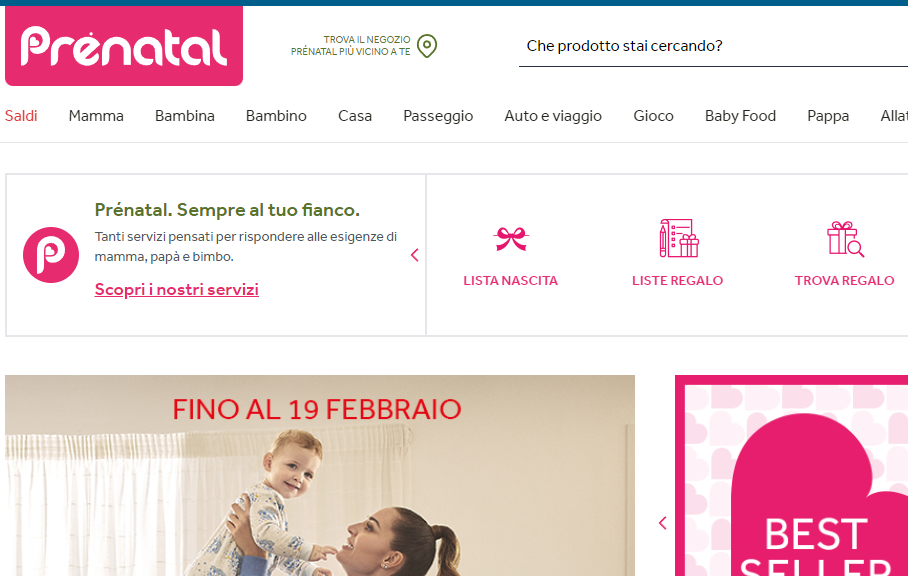 Prénatal
TROVA IL NEGOZIO
PRÉNATAL PIÙ VICINO A TE
Che prodotto stai cercando?
Saldi Mamma Bambina Bambino Casa Passeggio Auto e viaggio Gioco Baby Food Pappa Allat
Prénatal. Sempre al tuo fianco.
Tanti servizi pensati per rispondere alle esigenze di
mamma, papà e bimbo.
Scopri i nostri servizi
LISTA NASCITA
LISTE REGALO
TROVA REGALO
FINO AL 19 FEBBRAIO
BEST
SELLER